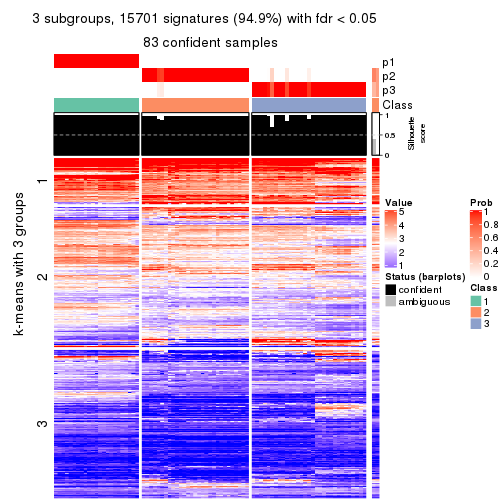 3 subgroups, 15701 signatures (94.9%) with fdr < 0.05
83 confident samples
p1
p2
p3
Class
1
0.5
0
Silhouette
score
k-means with 3 groups
1
2
3
Value
5
4
3
2
1
Status (barplots)
confident
ambiguous
Prob
1
0.8
0.6
0.4
0.2
0
Class
1
2
3